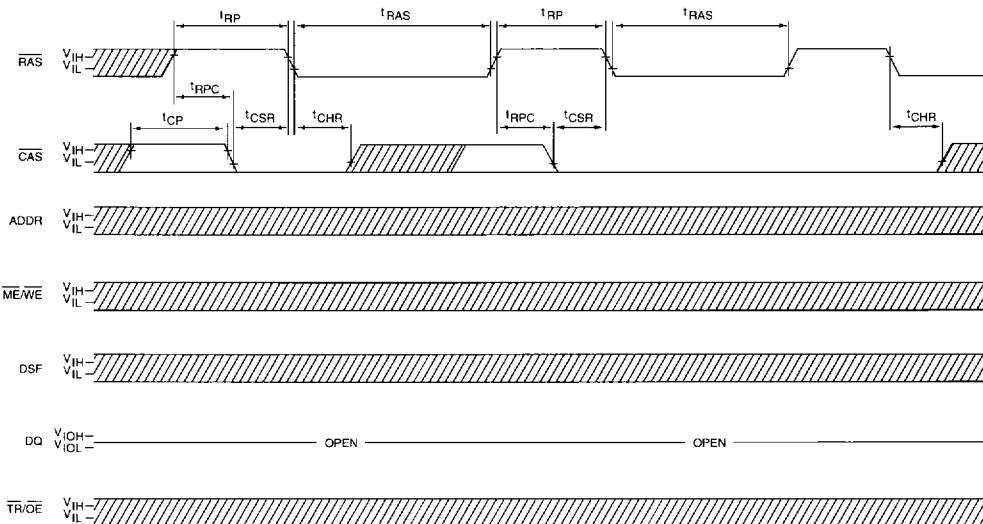 tRP tRAS tRP tRAS
RAS VIH VIL
tRPC tCSR tCHR tRPC tCSR tCHR
tCP
CAS VIH VIL
ADDR VIH VIL
ME/WE VIH VIL
DSF VIH VIL
DQ VIOH VIOL OPEN OPEN
TR/OE VIH VIL